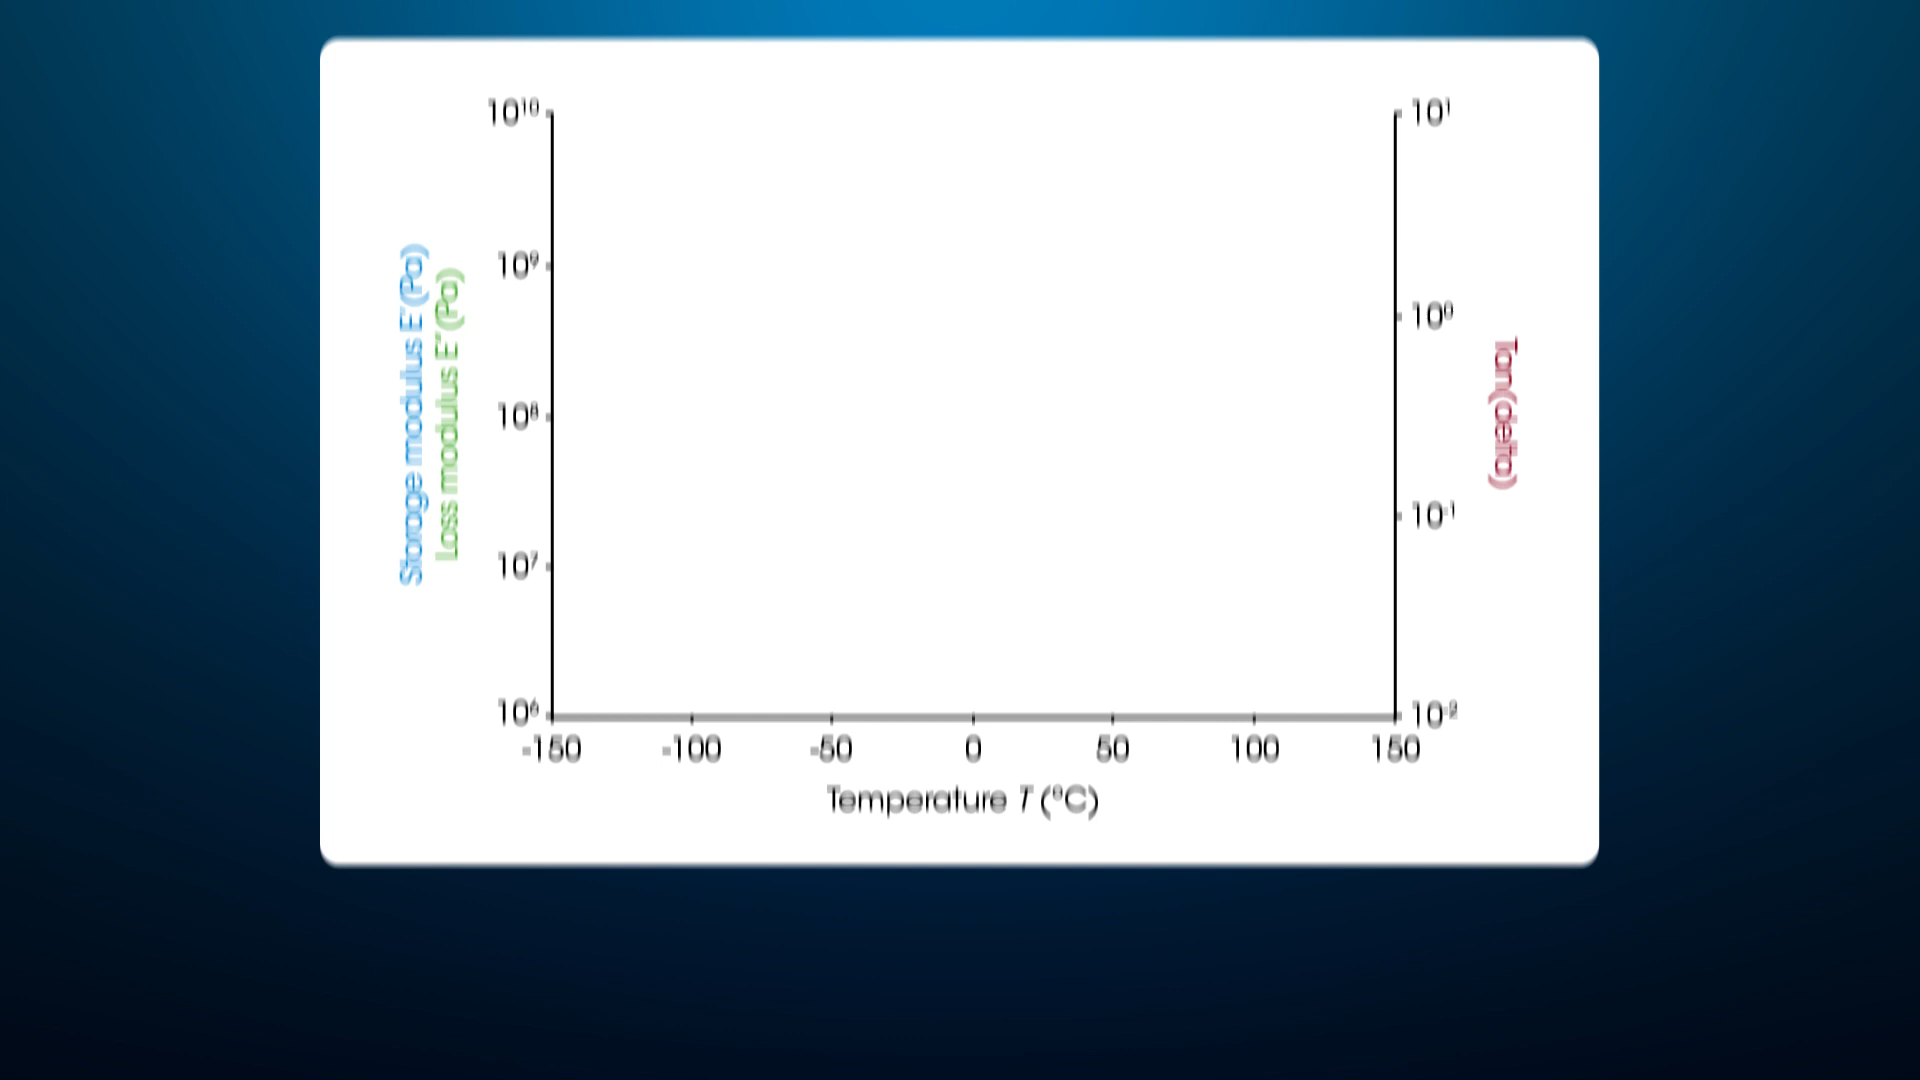 10¹⁰
10⁹
10⁸
10⁷
10⁶
Storage modulus E' (Pa)
Loss modulus E" (Pa)
10¹
10⁰
10⁻¹
10⁻²
Tan(delta)
-150 -100 -50 0 50 100 150
Temperature T (°C)